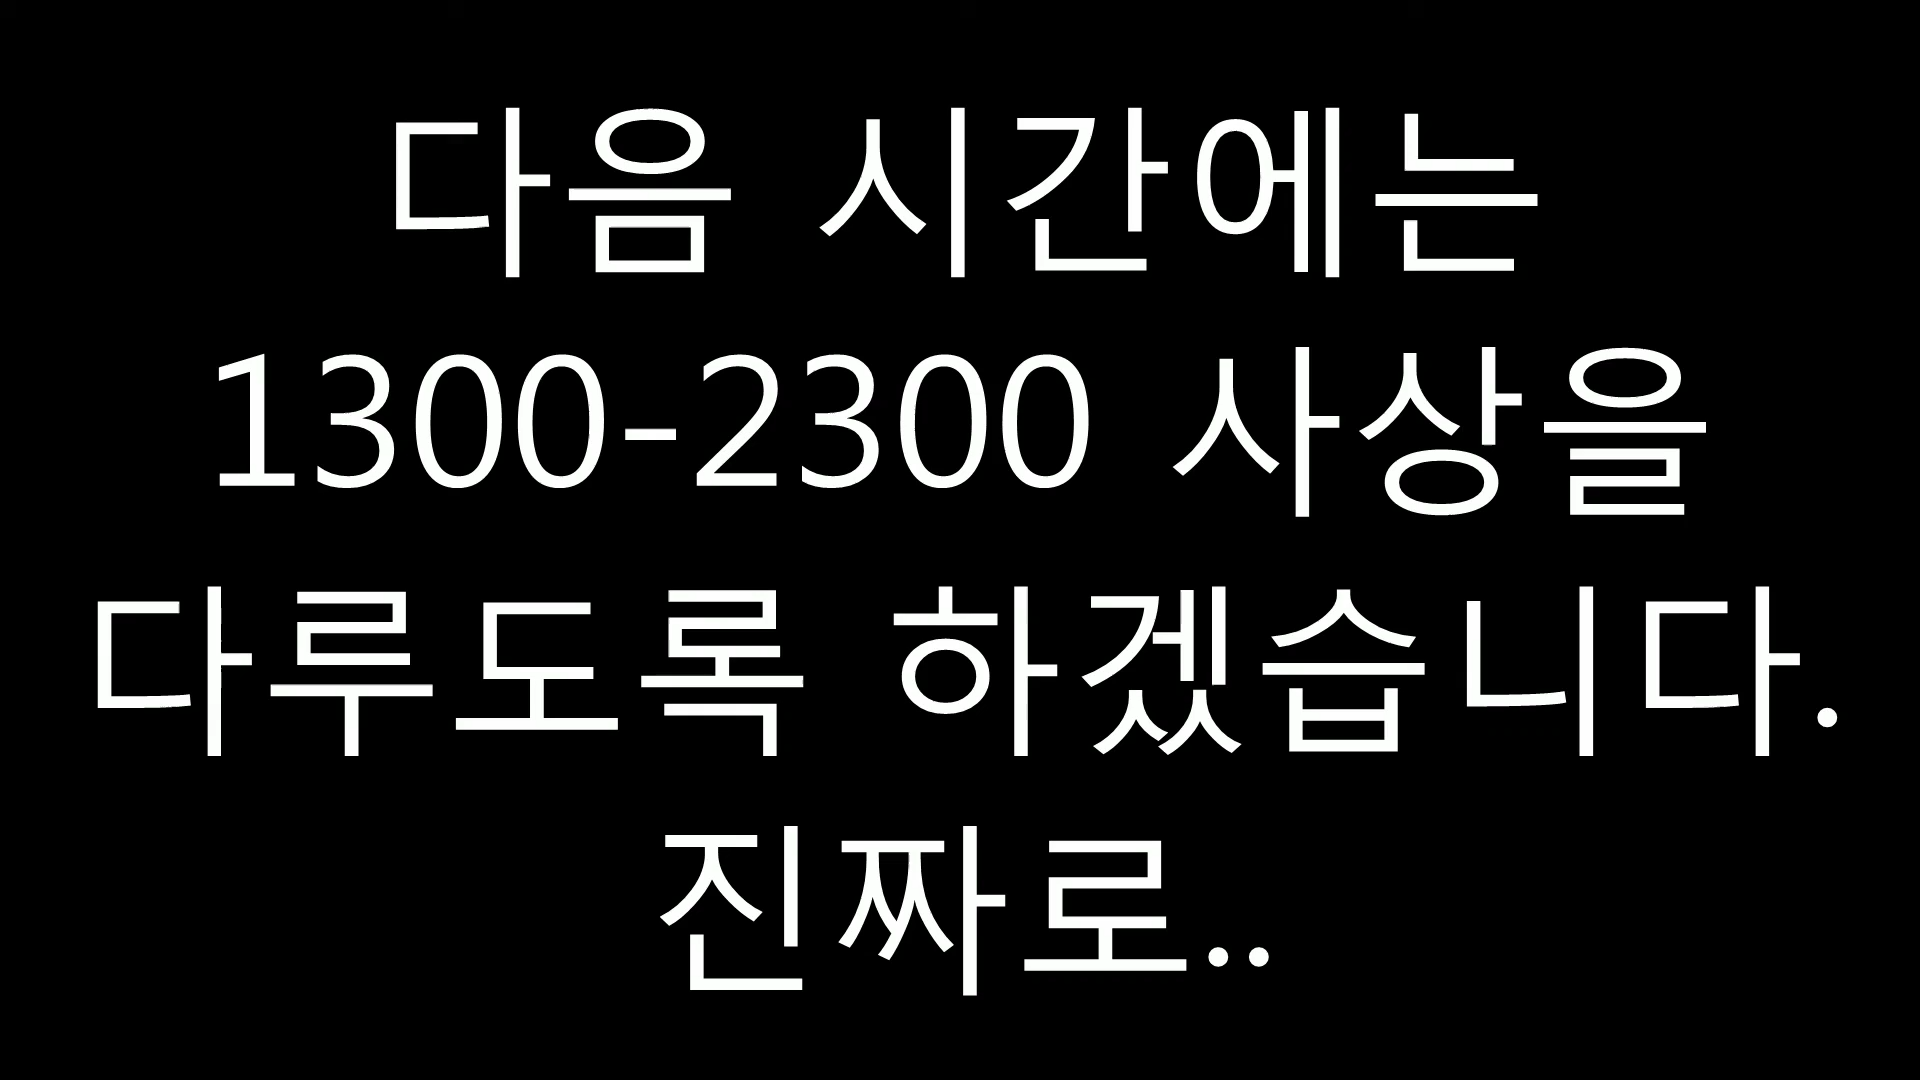 다음 시간에는
1300-2300 사상을
다루도록 하겠습니다.
진짜로..